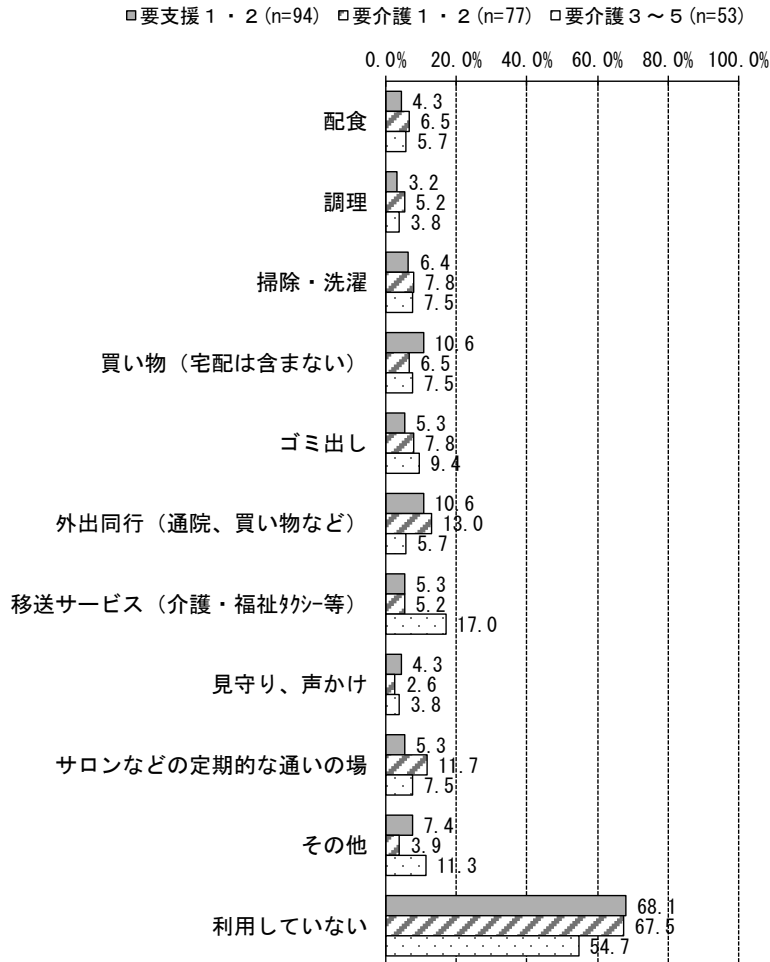 要支援１・２(n=94) 要介護１・２(n=77) 要介護３～５(n=53)
0.0% 20.0% 40.0% 60.0% 80.0% 100.0%
配食
4.3
6.5
5.7
調理
3.2
5.2
3.8
掃除・洗濯
6.4
7.8
7.5
買い物（宅配は含まない）
10.6
6.5
7.5
ゴミ出し
5.3
7.8
9.4
外出同行（通院、買い物など）
10.6
13.0
5.7
移送サービス（介護・福祉ﾀｸｼｰ等）
5.3
5.2
17.0
見守り、声かけ
4.3
2.6
3.8
サロンなどの定期的な通いの場
5.3
11.7
7.5
その他
7.4
3.9
11.3
利用していない
68.1
67.5
54.7